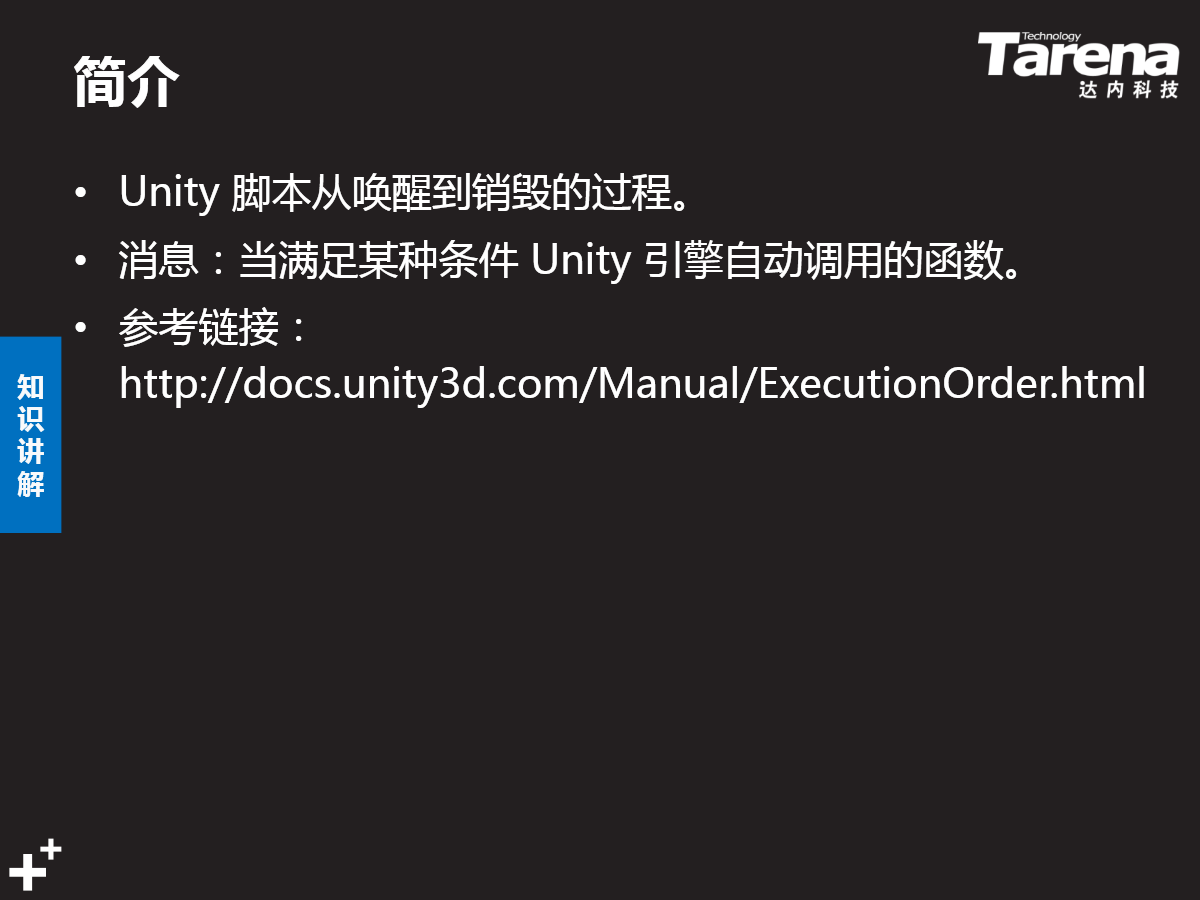 简介
Technology
Tarena
达内科技
• Unity 脚本从唤醒到销毁的过程。
• 消息：当满足某种条件 Unity 引擎自动调用的函数。
• 参考链接：
http://docs.unity3d.com/Manual/ExecutionOrder.html
知
识
讲
解